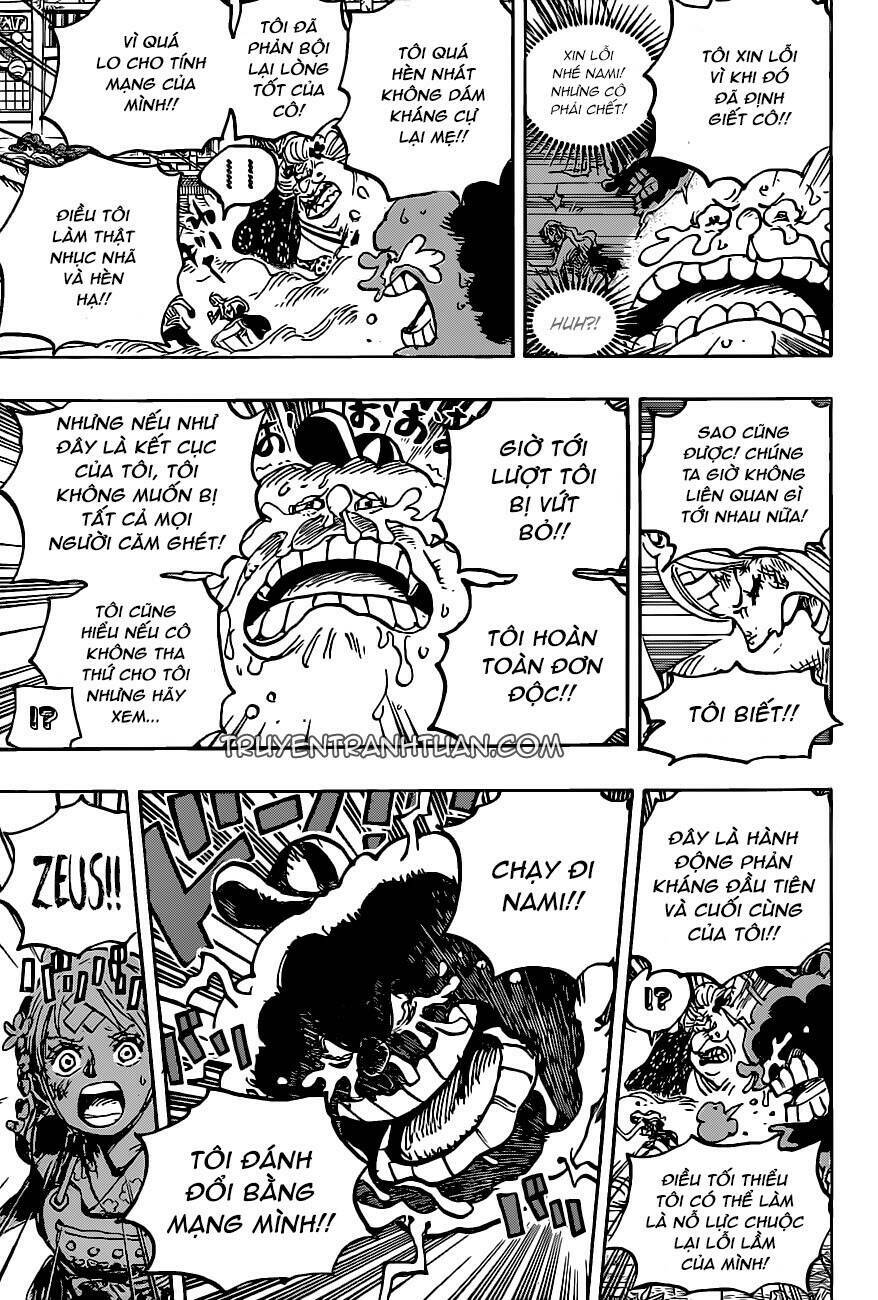 TÔI XIN LỖI
VÌ KHI ĐÓ
ĐÃ ĐỊNH
GIẾT CÔ!!
XIN LỖI
NHÉ NAMI!
NHƯNG CÔ
PHẢI CHẾT!
HUH?!
TÔI QUÁ
HÈN NHÁT
KHÔNG DÁM
KHÁNG CỰ
LẠI MẸ!!
TÔI ĐÃ
PHẢN BỘI
LẠI LÒNG
TỐT CỦA
CÔ!
VÌ QUÁ
LO CHO TÍNH
MẠNG CỦA
MÌNH!!
ĐIỀU TÔI
LÀM THẬT
NHỤC NHÃ
VÀ HÈN
HẠ!!
SAO CŨNG
ĐƯỢC! CHÚNG
TA GIỜ KHÔNG
LIÊN QUAN GÌ
TỚI NHAU NỮA!
TÔI BIẾT!!
GIỜ TỚI
LƯỢT TÔI
BỊ VỨT
BỎ!!
TÔI HOÀN
TOÀN ĐƠN
ĐỘC!!
NHƯNG NẾU NHƯ
ĐÂY LÀ KẾT CỤC
CỦA TÔI, TÔI
KHÔNG MUỐN BỊ
TẤT CẢ MỌI
NGƯỜI CĂM GHÉT!
TÔI CŨNG
HIỂU NẾU CÔ
KHÔNG THA
THỨ CHO TÔI
NHƯNG HÃY
XEM...
!?
TRUYENTRANHTUAN.COM
ĐÂY LÀ HÀNH
ĐỘNG PHẢN
KHÁNG ĐẦU TIÊN
VÀ CUỐI CÙNG
CỦA TÔI!!
!?
ĐIỀU TỐI THIỂU
TÔI CÓ THỂ LÀM
LÀ NỖ LỰC CHUỘC
LẠI LỖI LẦM
CỦA MÌNH!
CHẠY ĐI
NAMI!!
TÔI ĐÁNH
ĐỔI BẰNG
MẠNG MÌNH!!
ZEUS!!